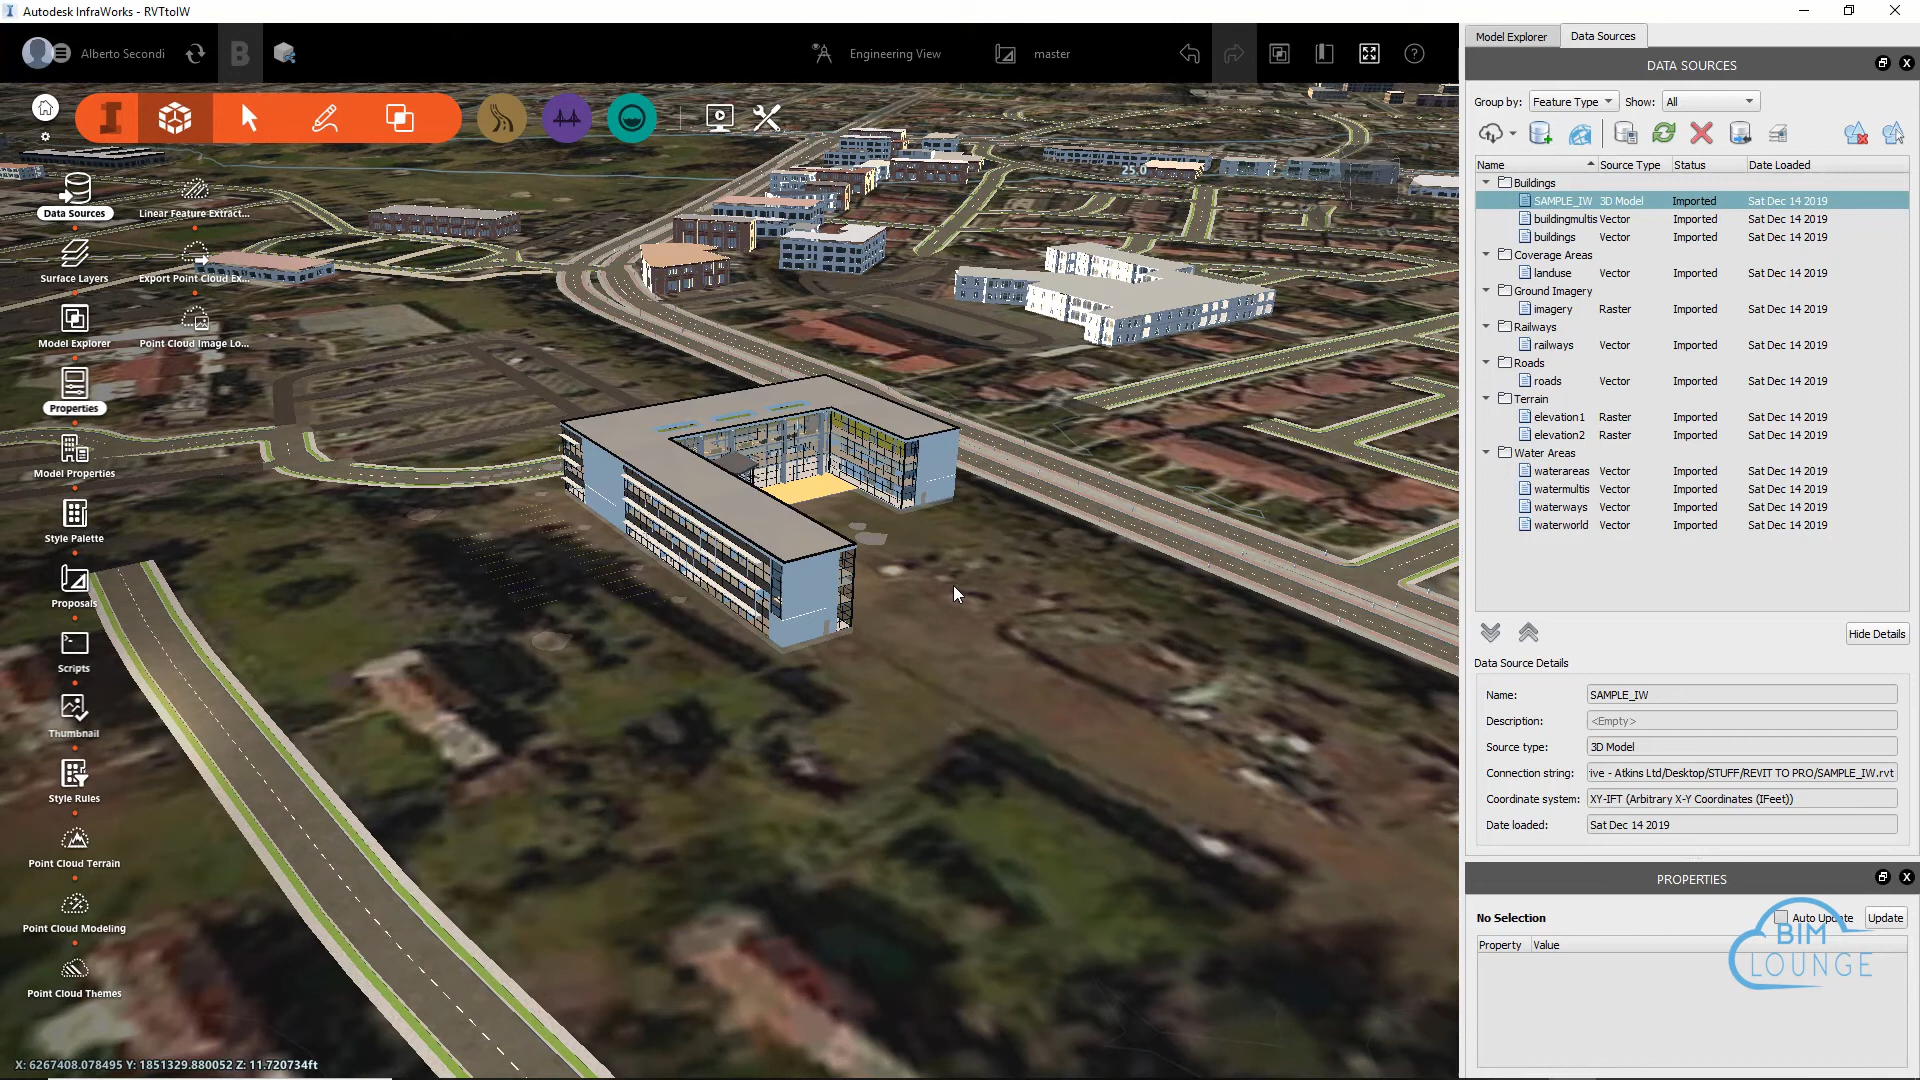 Autodesk InfraWorks - RVTtoIW
Alberto Secondi
B
Engineering View
master
25.0
Data Sources
Linear Feature Extract...
Surface Layers
Export Point Cloud Ex...
Model Explorer
Point Cloud Image Lo...
Properties
Model Properties
Style Palette
Proposals
Scripts
Thumbnail
Style Rules
Point Cloud Terrain
Point Cloud Modeling
Point Cloud Themes
X: 6267408.078495 Y: 1851329.880052 Z: 11.720734ft
Model Explorer
Data Sources
DATA SOURCES
Group by: Feature Type Show: All
Name Source Type Status Date Loaded
Buildings
SAMPLE_IW 3D Model Imported Sat Dec 14 2019
buildingmultis Vector Imported Sat Dec 14 2019
buildings Vector Imported Sat Dec 14 2019
Coverage Areas
landuse Vector Imported Sat Dec 14 2019
Ground Imagery
imagery Raster Imported Sat Dec 14 2019
Railways
railways Vector Imported Sat Dec 14 2019
Roads
roads Vector Imported Sat Dec 14 2019
Terrain
elevation1 Raster Imported Sat Dec 14 2019
elevation2 Raster Imported Sat Dec 14 2019
Water Areas
waterareas Vector Imported Sat Dec 14 2019
watermultis Vector Imported Sat Dec 14 2019
waterways Vector Imported Sat Dec 14 2019
waterworld Vector Imported Sat Dec 14 2019
Hide Details
Data Source Details
Name: SAMPLE_IW
Description: <Empty>
Source type: 3D Model
Connection string: ive - Atkins Ltd/Desktop/STUFF/REVIT TO PRO/SAMPLE_IW.rvt
Coordinate system: XY-IFT (Arbitrary X-Y Coordinates (IFeet))
Date loaded: Sat Dec 14 2019
PROPERTIES
No Selection
Auto Update Update
Property Value
BIM
LOUNGE